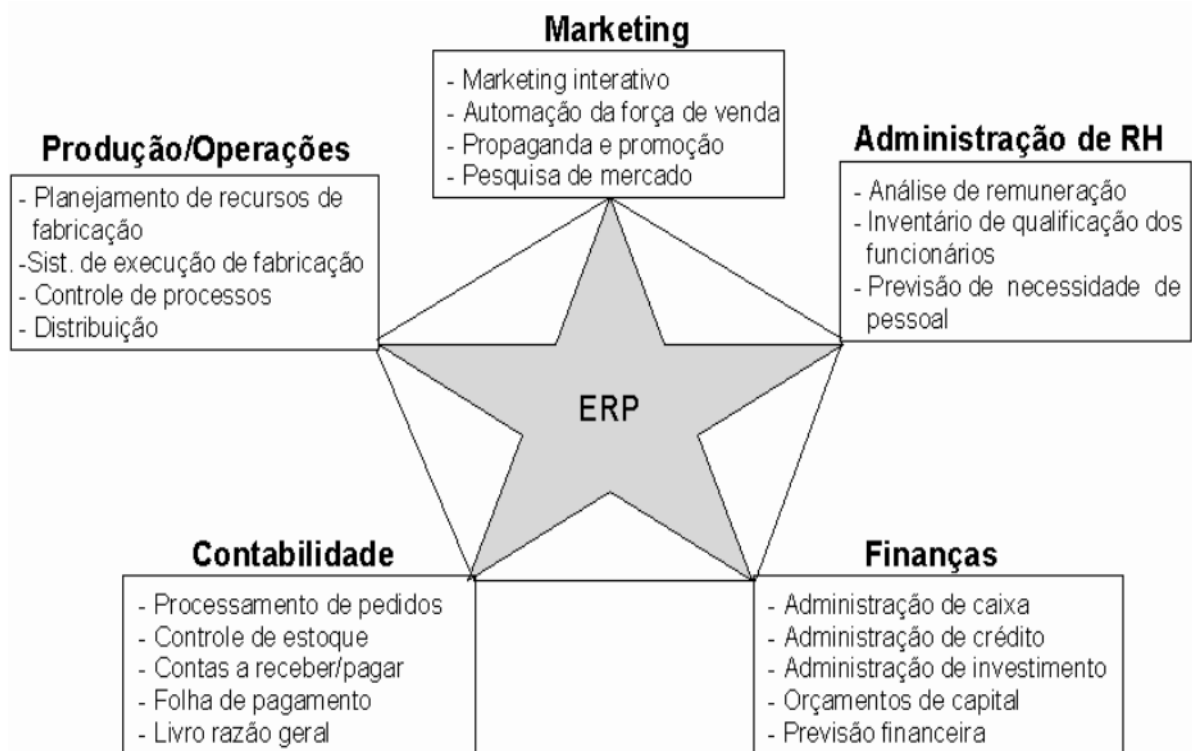 Marketing
- Marketing interativo
- Automação da força de venda
- Propaganda e promoção
- Pesquisa de mercado
Produção/Operações
- Planejamento de recursos de
fabricação
-Sist. de execução de fabricação
- Controle de processos
- Distribuição
Administração de RH
- Análise de remuneração
- Inventário de qualificação dos
funcionários
- Previsão de necessidade de
pessoal
ERP
Contabilidade
- Processamento de pedidos
- Controle de estoque
- Contas a receber/pagar
- Folha de pagamento
- Livro razão geral
Finanças
- Administração de caixa
- Administração de crédito
- Administração de investimento
- Orçamentos de capital
- Previsão financeira